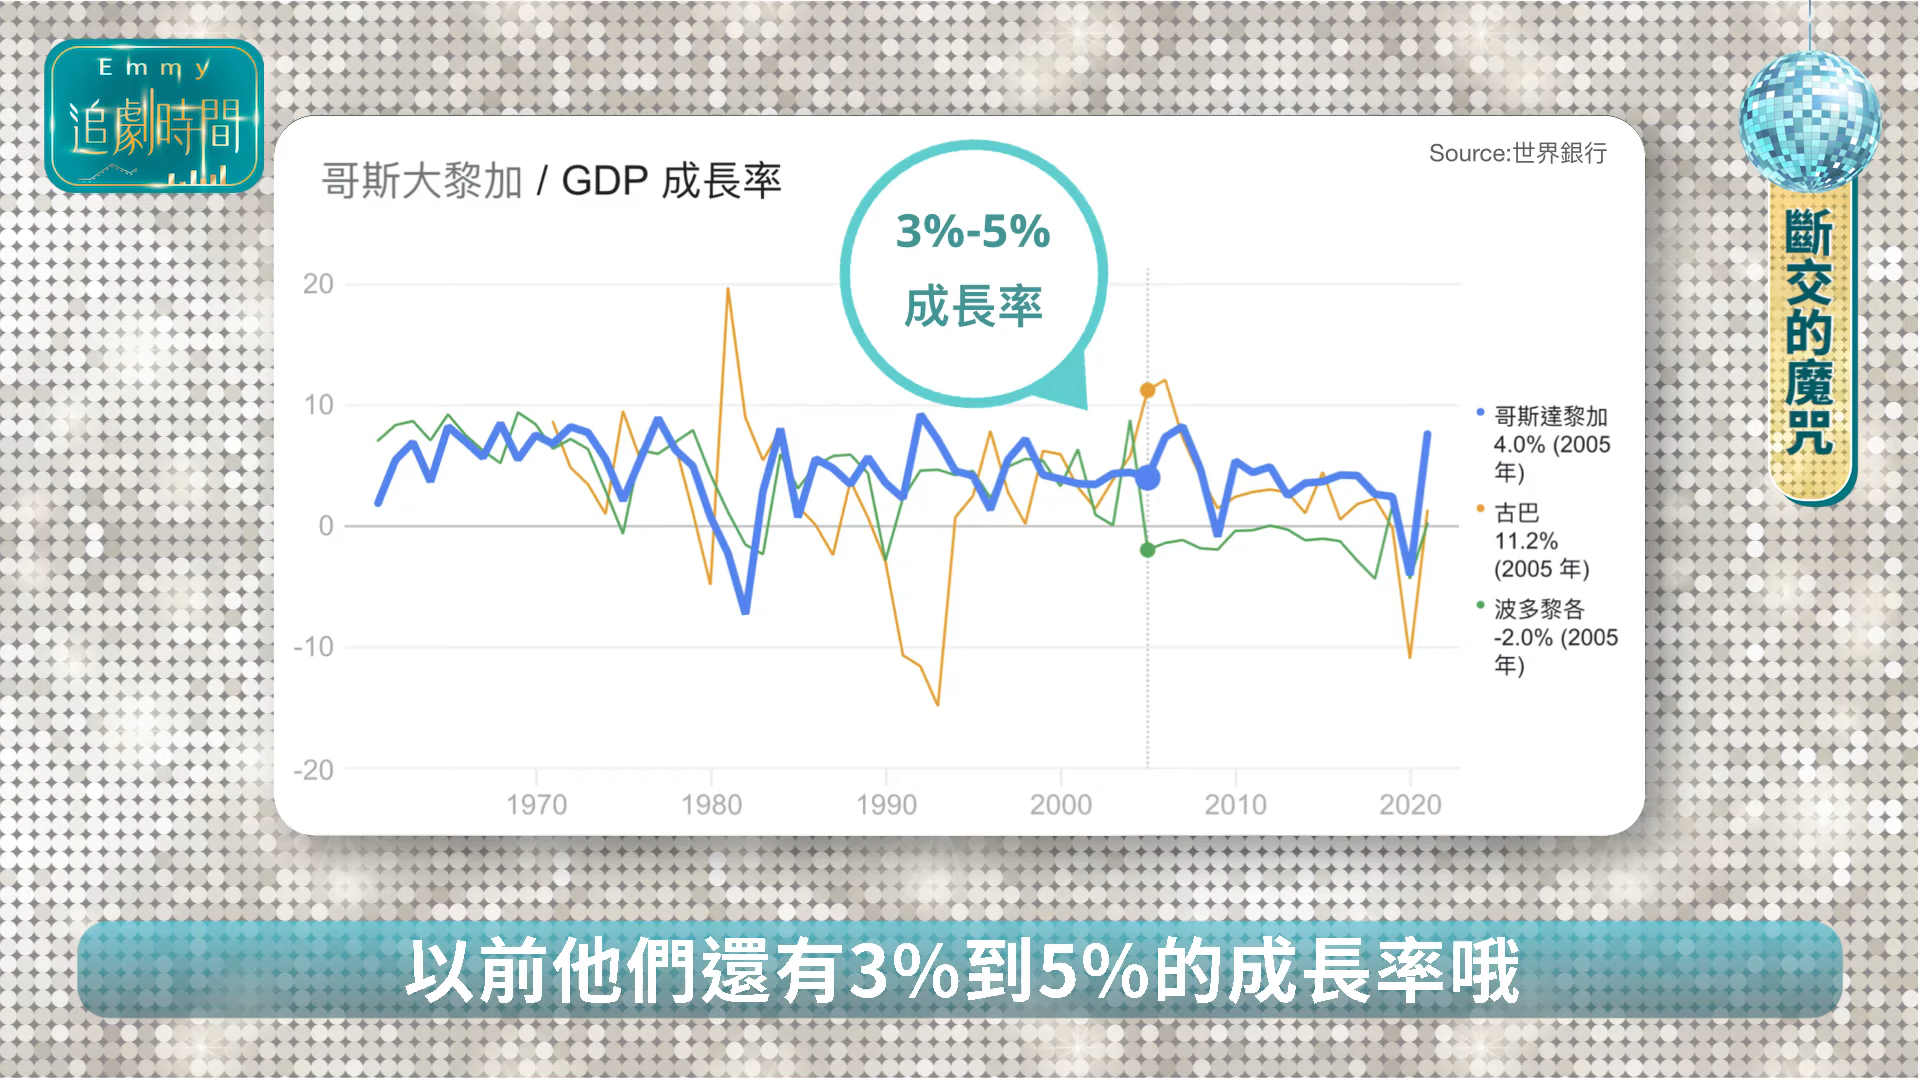 Emmy
追劇時間
哥斯大黎加 / GDP 成長率
Source:世界銀行
3%-5%
成長率
20
10
0
-10
-20
1970
1980
1990
2000
2010
2020
哥斯達黎加
4.0% (2005
年)
古巴
11.2%
(2005 年)
波多黎各
-2.0% (2005
年)
斷交的魔咒
以前他們還有3%到5%的成長率哦